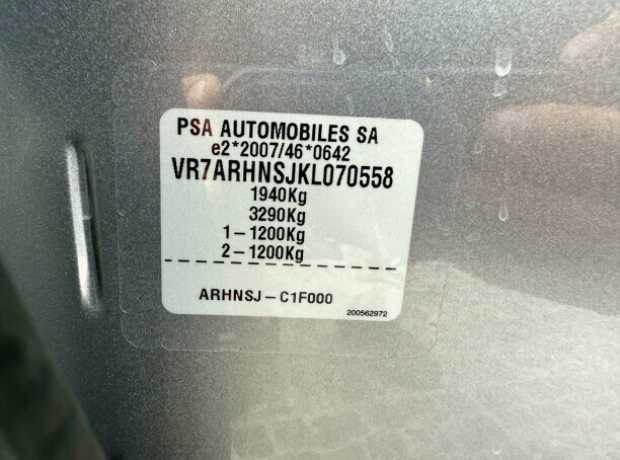 PSA AUTOMOBILES SA
e2*2007/46*0642
VR7ARHNSJKL070558
1940Kg
3290Kg
1-1200Kg
2-1200Kg
ARHNSJ-C1F000
200562972